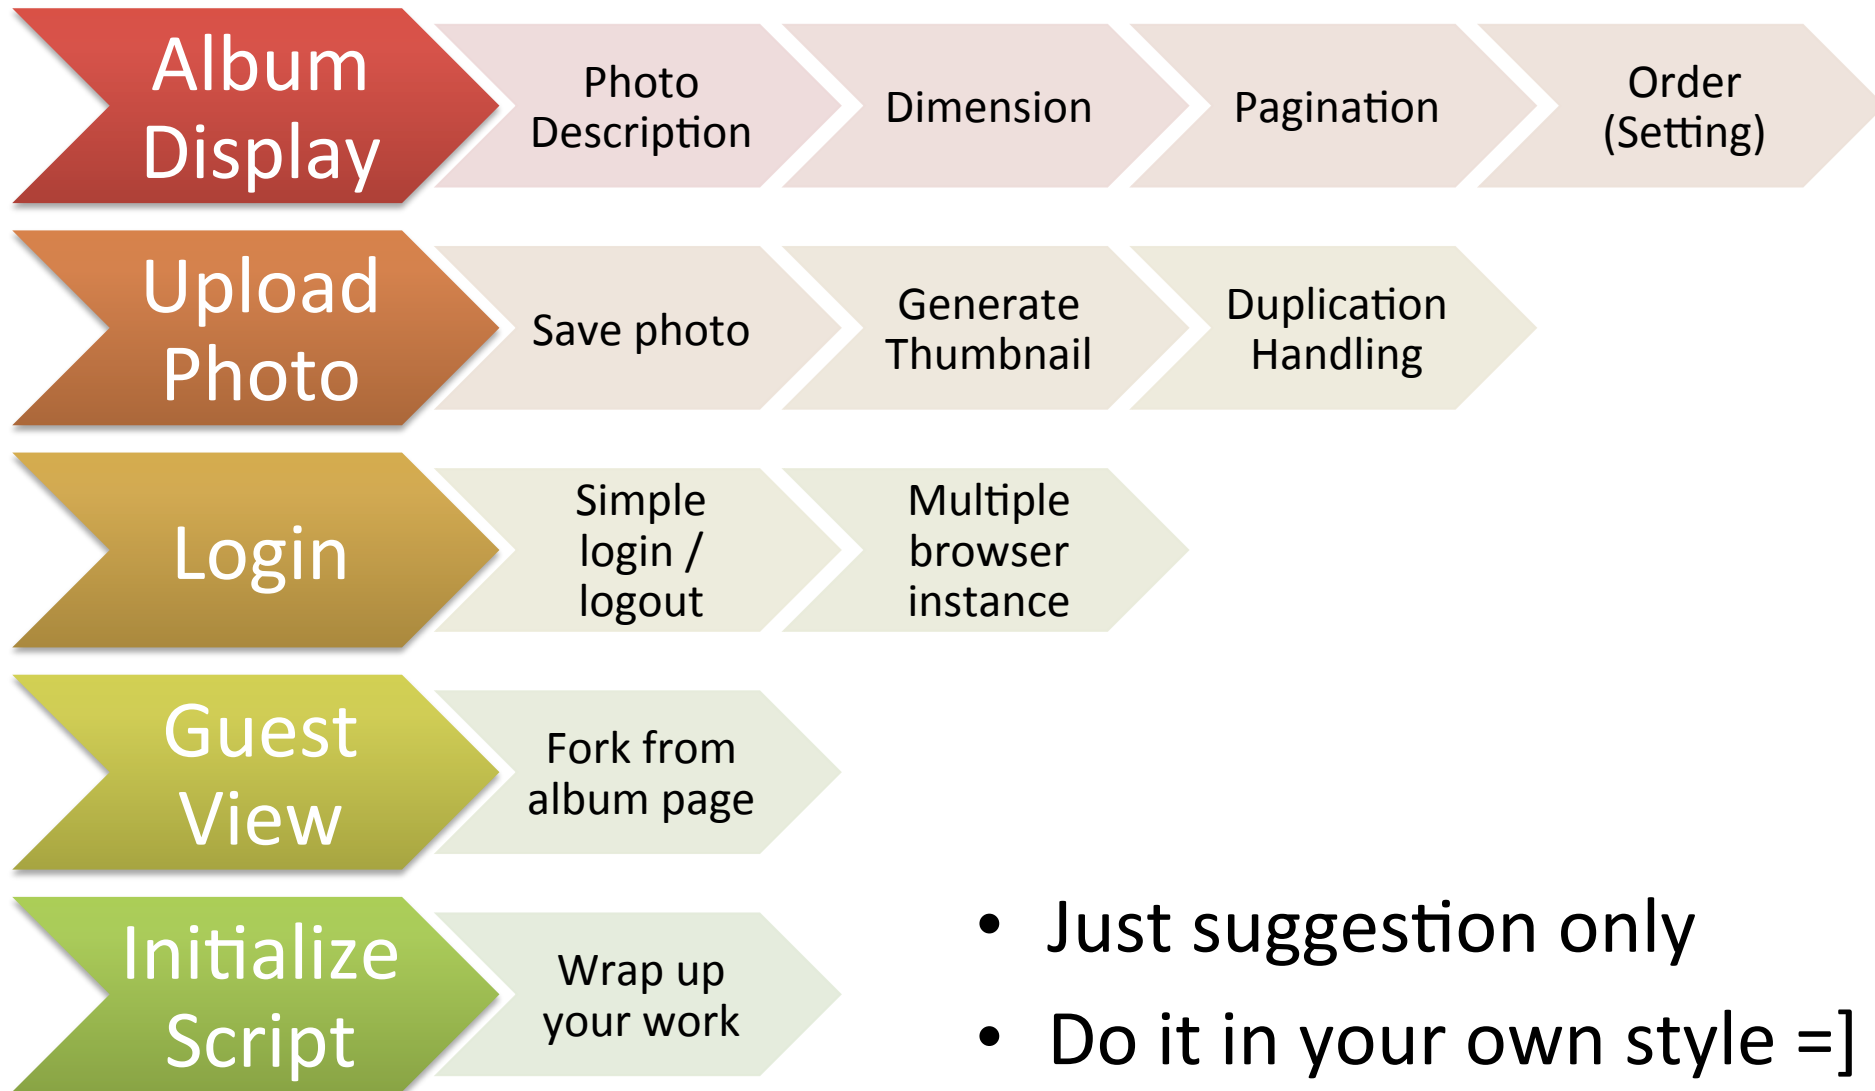 Album
Display
Photo
Description
Dimension
Pagination
Order
(Setting)
Upload
Photo
Save photo
Generate
Thumbnail
Duplication
Handling
Login
Simple
login /
logout
Multiple
browser
instance
Guest
View
Fork from
album page
Initialize
Script
Wrap up
your work
• Just suggestion only
• Do it in your own style =]